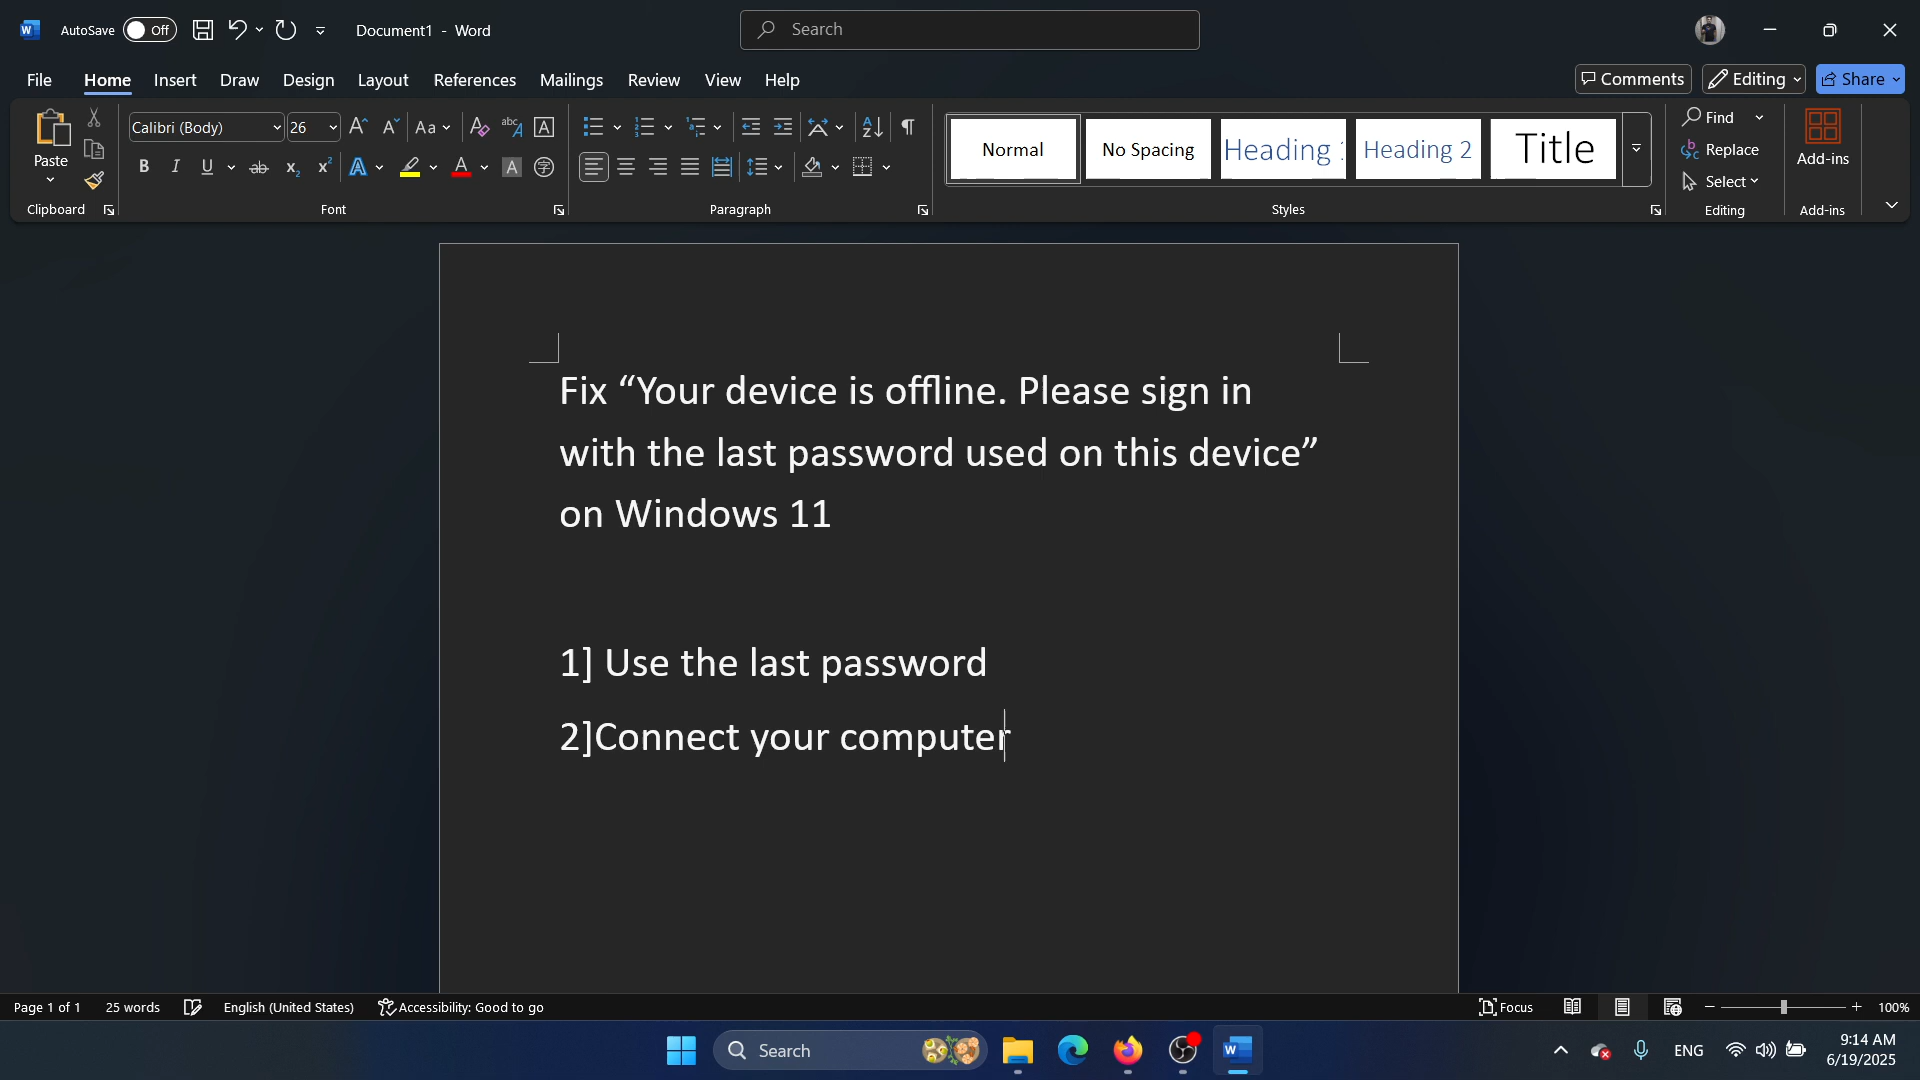 AutoSave Off Document1 - Word Search
File Home Insert Draw Design Layout References Mailings Review View Help Comments Editing Share
Paste Calibri (Body) 26 Aa Normal No Spacing Heading Heading 2 Title Find Replace Select Add-ins
Clipboard Font Paragraph Styles Editing Add-ins
Fix “Your device is offline. Please sign in
with the last password used on this device”
on Windows 11
1] Use the last password
2]Connect your computer
Page 1 of 1 25 words English (United States) Accessibility: Good to go Focus 100%
Search ENG 9:14 AM
6/19/2025